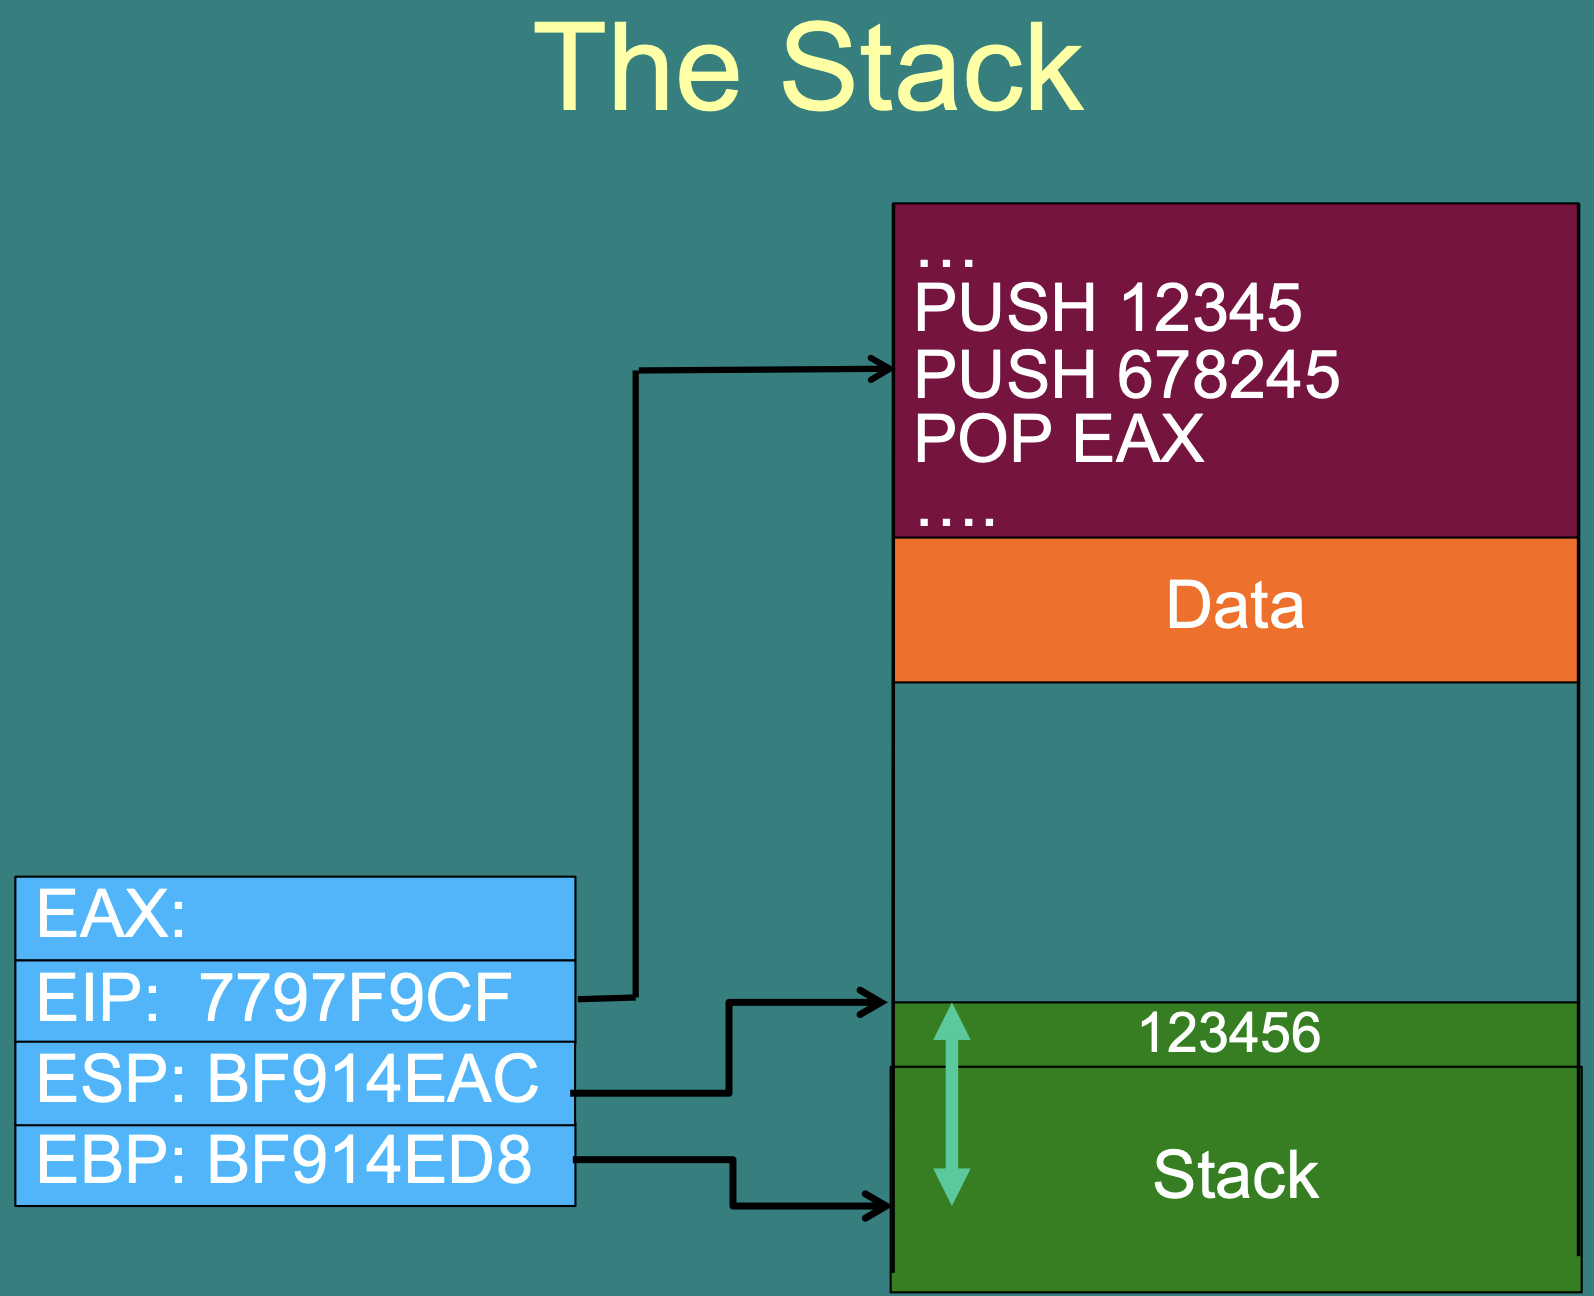 The Stack
...
PUSH 12345
PUSH 678245
POP EAX
....
Data
EAX:
EIP: 7797F9CF
ESP: BF914EAC
EBP: BF914ED8
123456
Stack